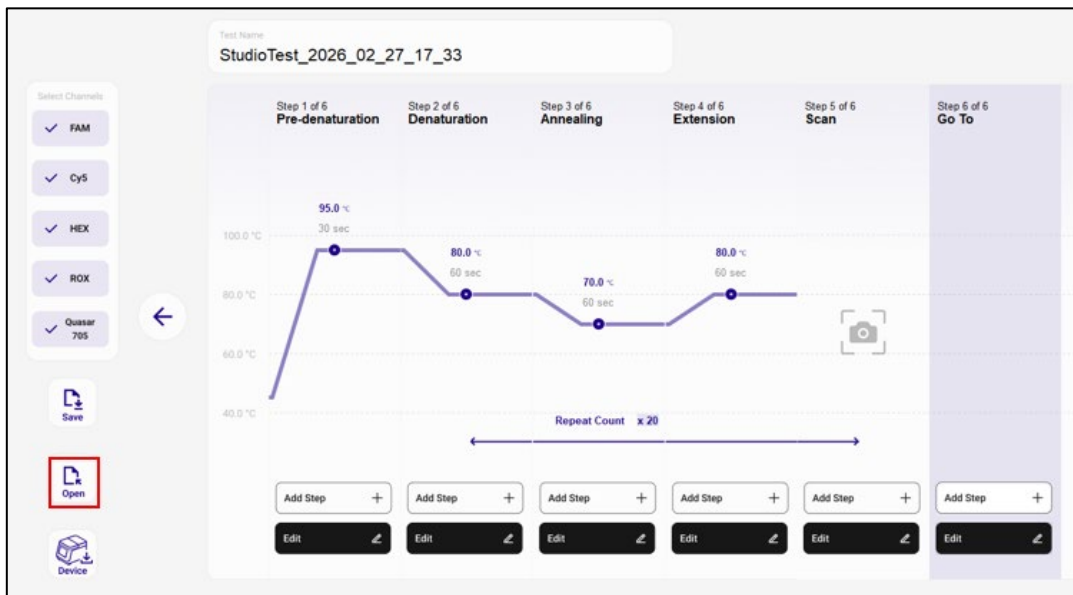 Test Name
StudioTest_2026_02_27_17_33
Select Channels
FAM
Cy5
HEX
ROX
Quasar
705
Save
Open
Device
Step 1 of 6
Pre-denaturation
Step 2 of 6
Denaturation
Step 3 of 6
Annealing
Step 4 of 6
Extension
Step 5 of 6
Scan
Step 6 of 6
Go To
100.0 °C
80.0 °C
60.0 °C
40.0 °C
95.0 °C
30 sec
80.0 °C
60 sec
70.0 °C
60 sec
80.0 °C
60 sec
Repeat Count x 20
Add Step
Add Step
Add Step
Add Step
Add Step
Add Step
Edit
Edit
Edit
Edit
Edit
Edit